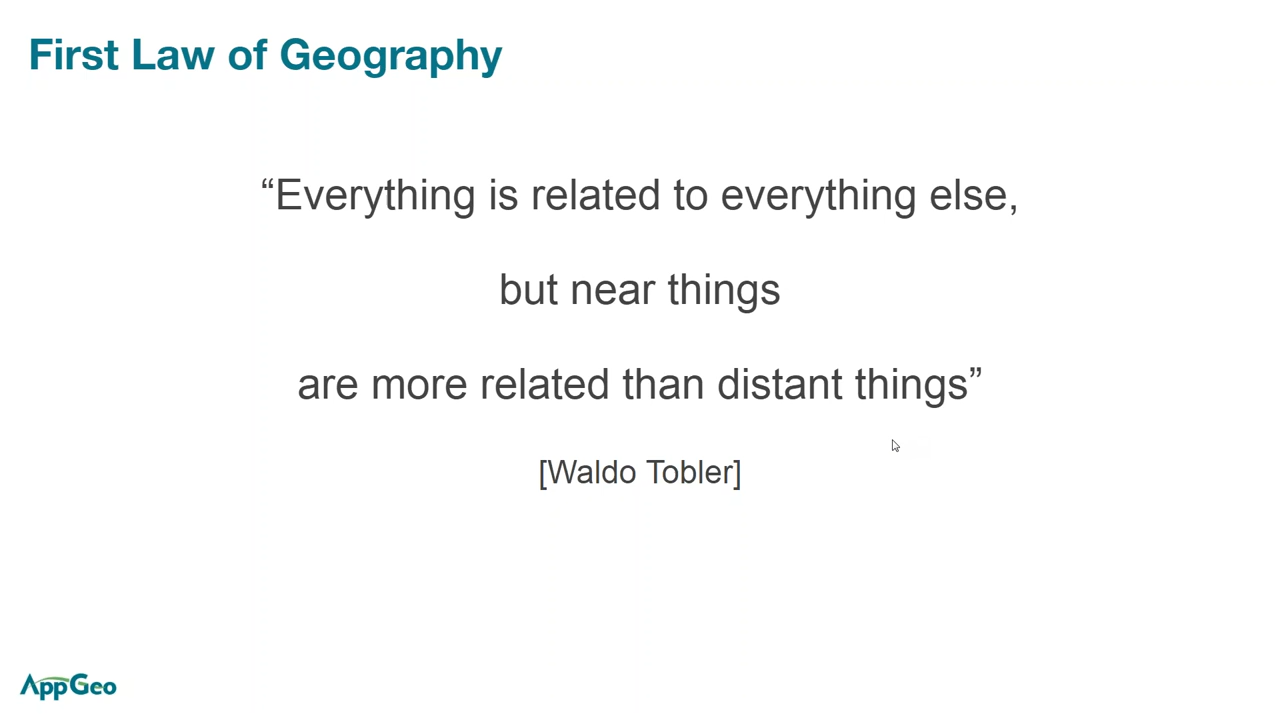 First Law of Geography
“Everything is related to everything else,
but near things
are more related than distant things”
[Waldo Tobler]
AppGeo